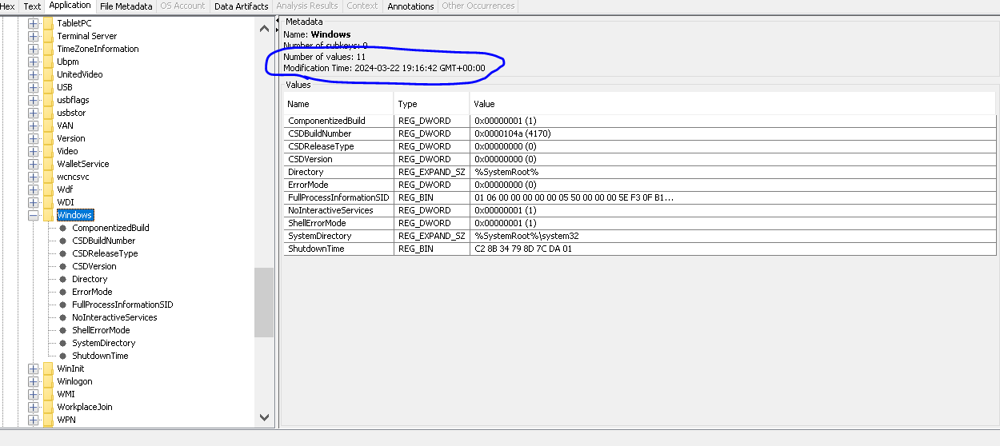 Hex Text Application File Metadata OS Account Data Artifacts Analysis Results Context Annotations Other Occurrences
TabletPC
Terminal Server
TimeZoneInformation
Ubpm
UnitedVideo
USB
usbflags
usbstor
VAN
Version
Video
WalletService
wcncsvc
Wdf
WDI
Windows
ComponentizedBuild
CSDBuildNumber
CSDReleaseType
CSDVersion
Directory
ErrorMode
FullProcessInformationSID
NoInteractiveServices
ShellErrorMode
SystemDirectory
ShutdownTime
WinInit
Winlogon
WMI
WorkplaceJoin
WPN
Metadata
Name: Windows
Number of subkeys: 0
Number of values: 11
Modification Time: 2024-03-22 19:16:42 GMT+00:00
Values
Name Type Value
ComponentizedBuild REG_DWORD 0x00000001 (1)
CSDBuildNumber REG_DWORD 0x0000104a (4170)
CSDReleaseType REG_DWORD 0x00000000 (0)
CSDVersion REG_DWORD 0x00000000 (0)
Directory REG_EXPAND_SZ %SystemRoot%
ErrorMode REG_DWORD 0x00000000 (0)
FullProcessInformationSID REG_BIN 01 06 00 00 00 00 00 05 50 00 00 00 5E F3 0F B1...
NoInteractiveServices REG_DWORD 0x00000001 (1)
ShellErrorMode REG_DWORD 0x00000001 (1)
SystemDirectory REG_EXPAND_SZ %SystemRoot%\system32
ShutdownTime REG_BIN C2 8B 34 79 8D 7C DA 01